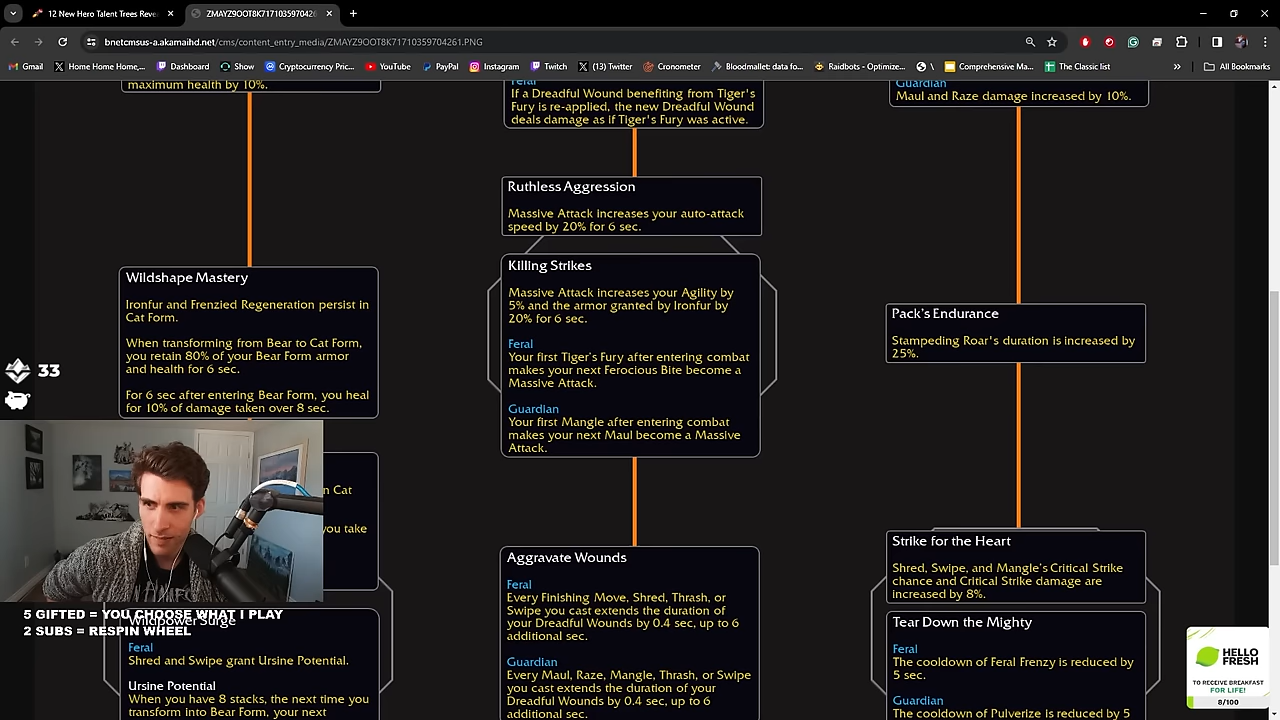 12 New Hero Talent Trees Revea
ZMAYZ9OOT8K71710359704261
bnetcmsus-a.akamaihd.net/cms/content_entry_media/ZMAYZ9OOT8K71710359704261.PNG
Gmail
Home Home Home,...
Dashboard
Show
Cryptocurrency Pric...
YouTube
PayPal
Instagram
Twitch
(13) Twitter
Cronometer
Bloodmallet: data fo...
Raidbots - Optimize...
\
Comprehensive Ma...
The Classic list
»
All Bookmarks
maximum health by 10%.
Wildshape Mastery
Ironfur and Frenzied Regeneration persist in
Cat Form.
When transforming from Bear to Cat Form,
you retain 80% of your Bear Form armor
and health for 6 sec.
For 6 sec after entering Bear Form, you heal
for 10% of damage taken over 8 sec.
n Cat
you take
Wildpower Surge
Feral
Shred and Swipe grant Ursine Potential.
Ursine Potential
When you have 8 stacks, the next time you
transform into Bear Form, your next
Feral
If a Dreadful Wound benefiting from Tiger's
Fury is re-applied, the new Dreadful Wound
deals damage as if Tiger's Fury was active.
Ruthless Aggression
Massive Attack increases your auto-attack
speed by 20% for 6 sec.
Killing Strikes
Massive Attack increases your Agility by
5% and the armor granted by Ironfur by
20% for 6 sec.
Feral
Your first Tiger's Fury after entering combat
makes your next Ferocious Bite become a
Massive Attack.
Guardian
Your first Mangle after entering combat
makes your next Maul become a Massive
Attack.
Aggravate Wounds
Feral
Every Finishing Move, Shred, Thrash, or
Swipe you cast extends the duration of
your Dreadful Wounds by 0.4 sec, up to 6
additional sec.
Guardian
Every Maul, Raze, Mangle, Thrash, or Swipe
you cast extends the duration of your
Dreadful Wounds by 0.4 sec, up to 6
additional sec.
Guardian
Maul and Raze damage increased by 10%.
Pack's Endurance
Stampeding Roar's duration is increased by
25%.
Strike for the Heart
Shred, Swipe, and Mangle's Critical Strike
chance and Critical Strike damage are
increased by 8%.
Tear Down the Mighty
Feral
The cooldown of Feral Frenzy is reduced by
5 sec.
Guardian
The cooldown of Pulverize is reduced by 5
33
5 GIFTED = YOU CHOOSE WHAT I PLAY
2 SUBS = RESPIN WHEEL
HELLO
FRESH
TO RECEIVE BREAKFAST
FOR LIFE!
8/100